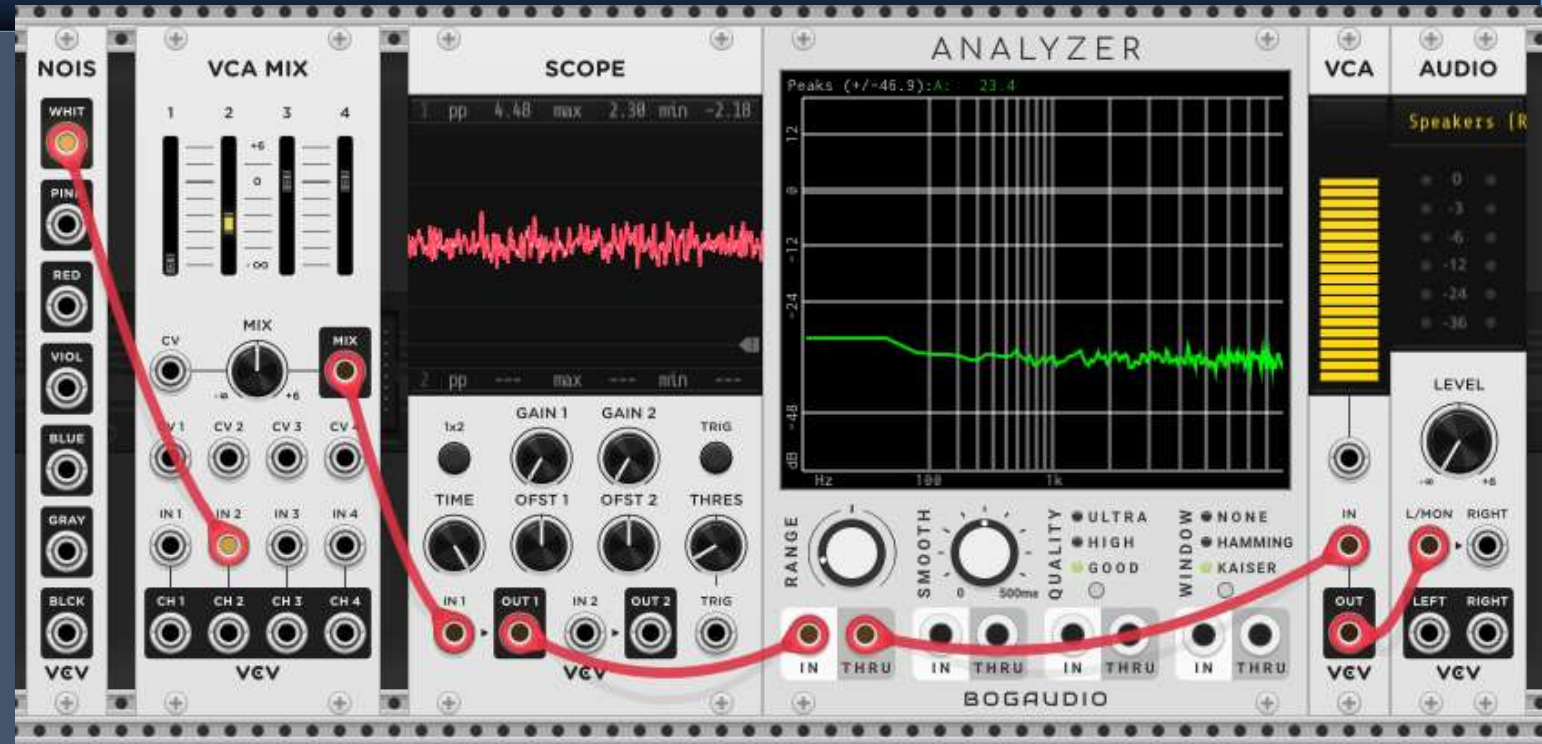 NOIS
WHIT
PIN
RED
VIOL
BLUE
GRAY
BLCK
VCV
VCA MIX
1 2 3 4
+6
0
-∞
MIX
CV
MIX
-∞ +6
CV 1 CV 2 CV 3 CV 4
IN 1 IN 2 IN 3 IN 4
CH 1 CH 2 CH 3 CH 4
VCV
SCOPE
1 pp 4.48 max 2.30 min -2.18
2 pp --- max --- min ---
GAIN 1 GAIN 2
1x2 TRIG
TIME OFST 1 OFST 2 THRES
IN 1 OUT 1 IN 2 OUT 2 TRIG
VCV
ANALYZER
Peaks (+/-46.9):A: 23.4
12
0
-12
-24
-48
dB
Hz 100 1k
RANGE
SMOOTH
0 500ms
QUALITY
ULTRA
HIGH
GOOD
WINDOW
NONE
HAMMING
KAISER
IN THRU IN THRU IN THRU IN THRU
BOGAUDIO
VCA
IN
OUT
VCV
AUDIO
Speakers (R
0
-3
-6
-12
-24
-36
LEVEL
-∞ +6
L/MON RIGHT
LEFT RIGHT
VCV